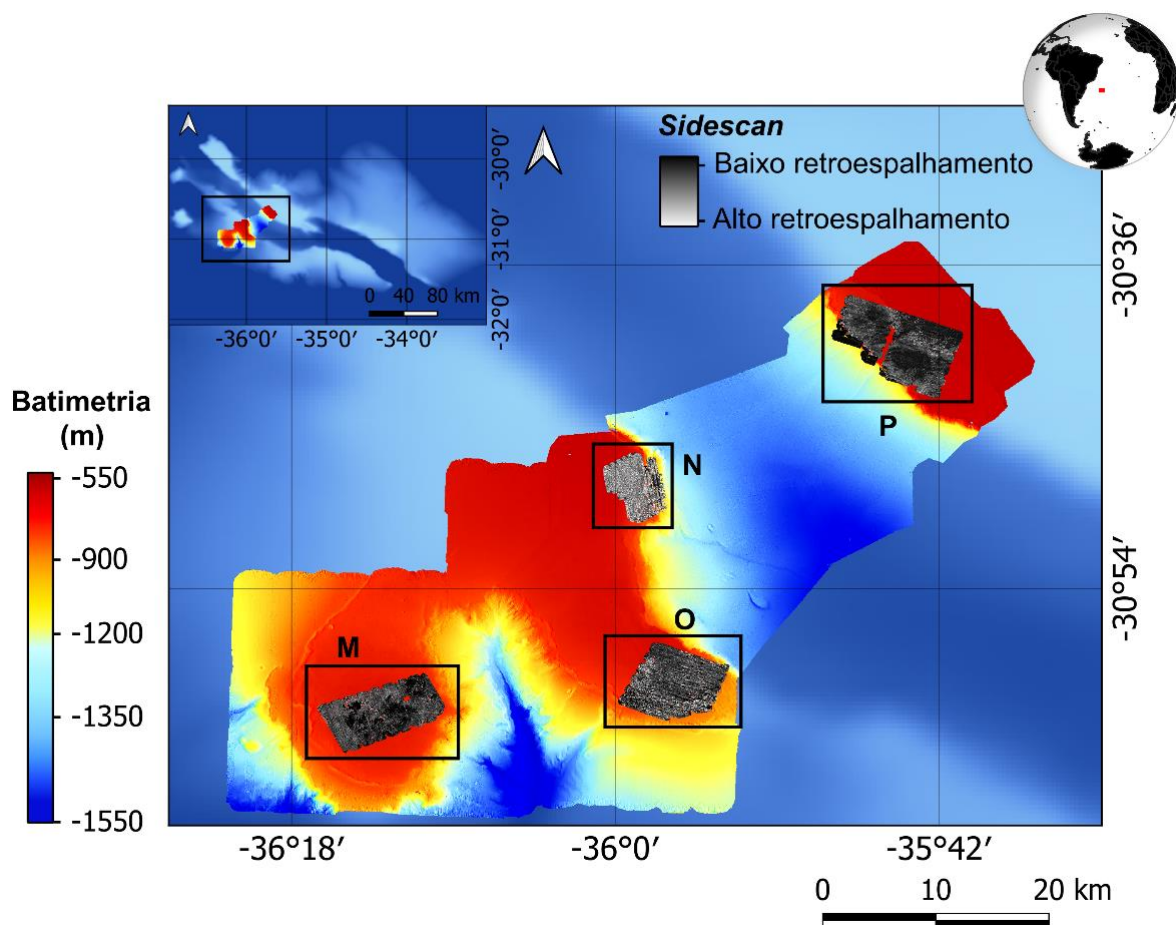 Sidescan
Baixo retroespalhamento
Alto retroespalhamento
-30°0′
-31°0′
-32°0′
0 40 80 km
-36°0′ -35°0′ -34°0′
-30°36′
-30°54′
P
N
O
M
Batimetria
(m)
-550
-900
-1200
-1350
-1550
-36°18′ -36°0′ -35°42′
0 10 20 km